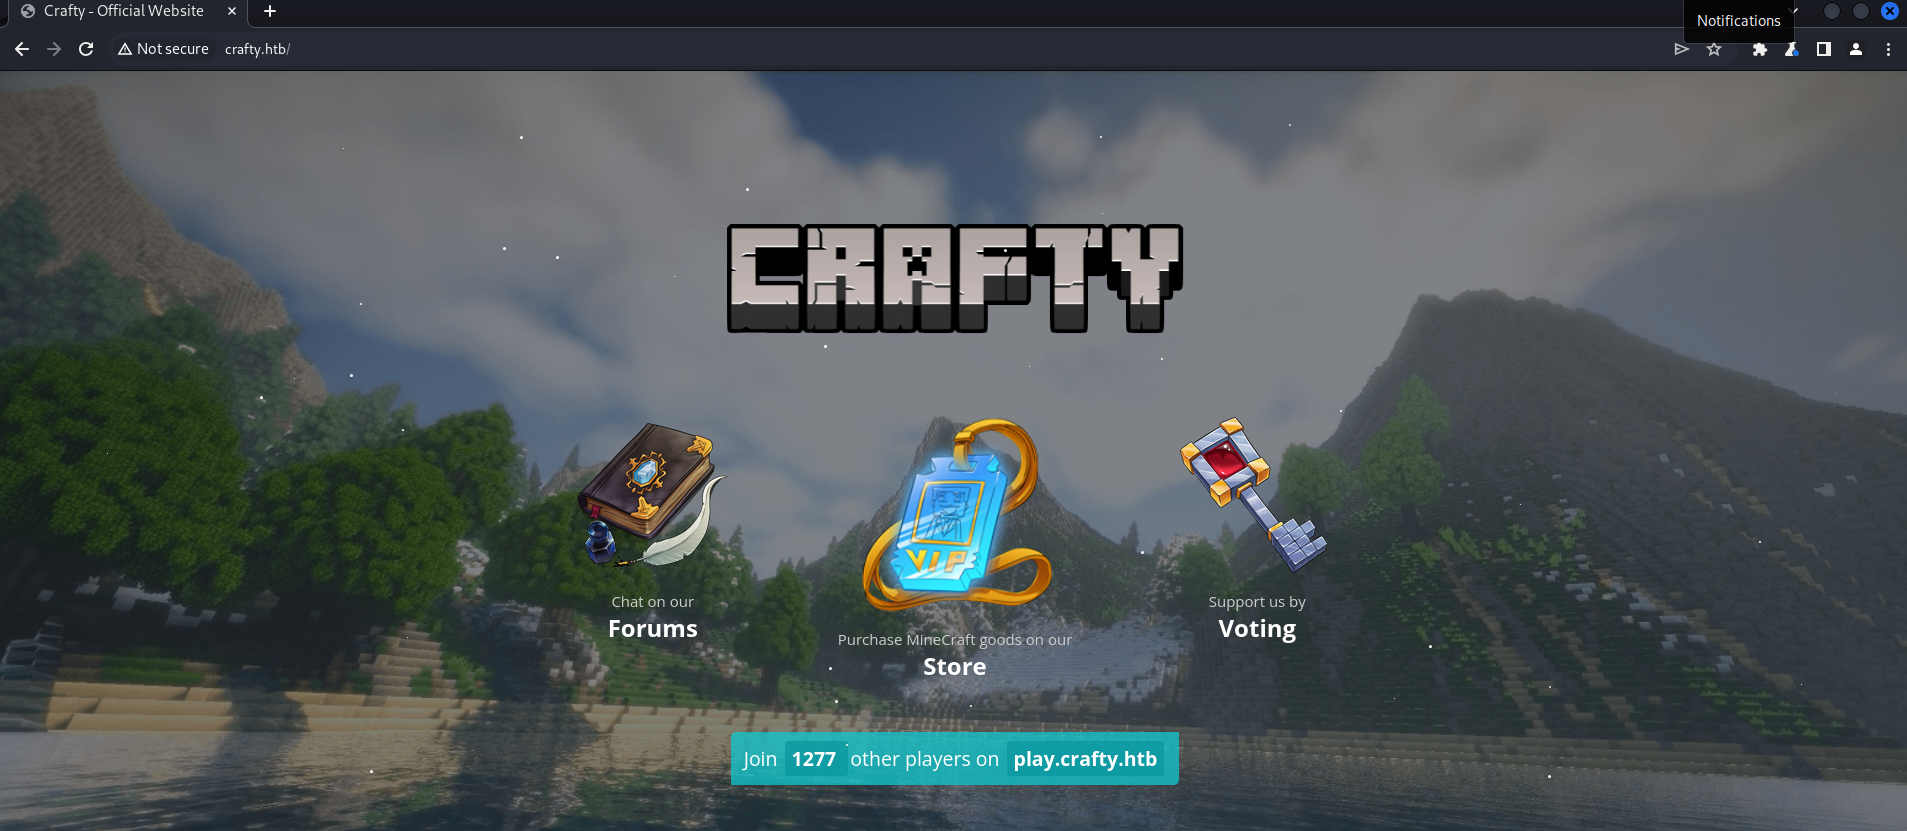 Crafty - Official Website
Notifications
Not secure
crafty.htb/
CRAFTY
VIP
Chat on our
Forums
Purchase MineCraft goods on our
Store
Support us by
Voting
Join 1277 other players on play.crafty.htb